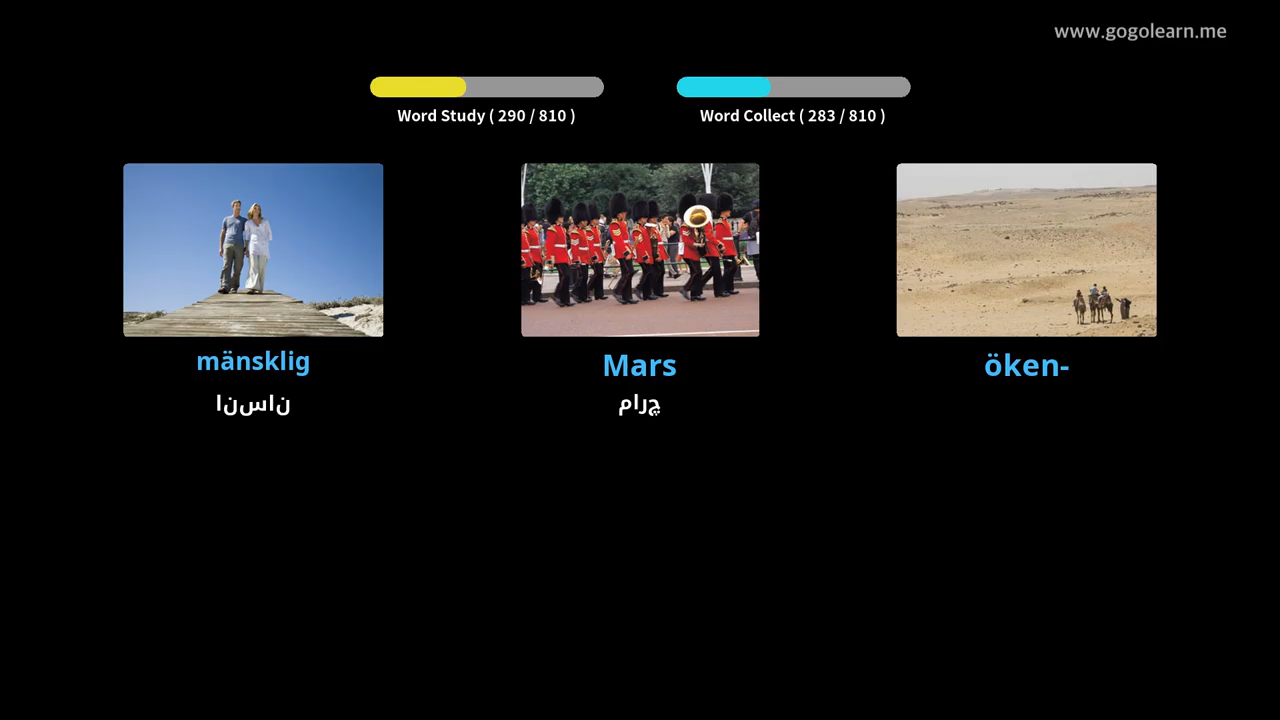 www.gogolearn.me
Word Study ( 290 / 810 )
Word Collect ( 283 / 810 )
mänsklig
Mars
öken-
انسان
مارچ